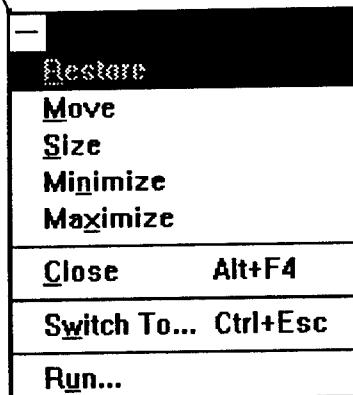 Restore
Move
Size
Minimize
Maximize
Close Alt+F4
Switch To... Ctrl+Esc
Run...